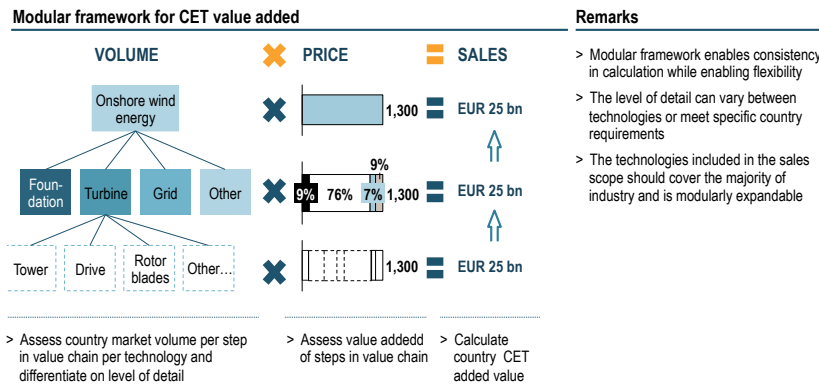 Modular framework for CET value added
Remarks
VOLUME
PRICE
SALES
> Modular framework enables consistency
in calculation while enabling flexibility
> The level of detail can vary between
technologies or meet specific country
requirements
> The technologies included in the sales
scope should cover the majority of
industry and is modularly expandable
Onshore wind
energy
1,300
EUR 25 bn
Foun-
dation
Turbine
Grid
Other
9%
9%
76%
7%
1,300
EUR 25 bn
Tower
Drive
Rotor
blades
Other…
1,300
EUR 25 bn
> Assess country market volume per step
in value chain per technology and
differentiate on level of detail
> Assess value addedd
of steps in value chain
> Calculate
country CET
added value